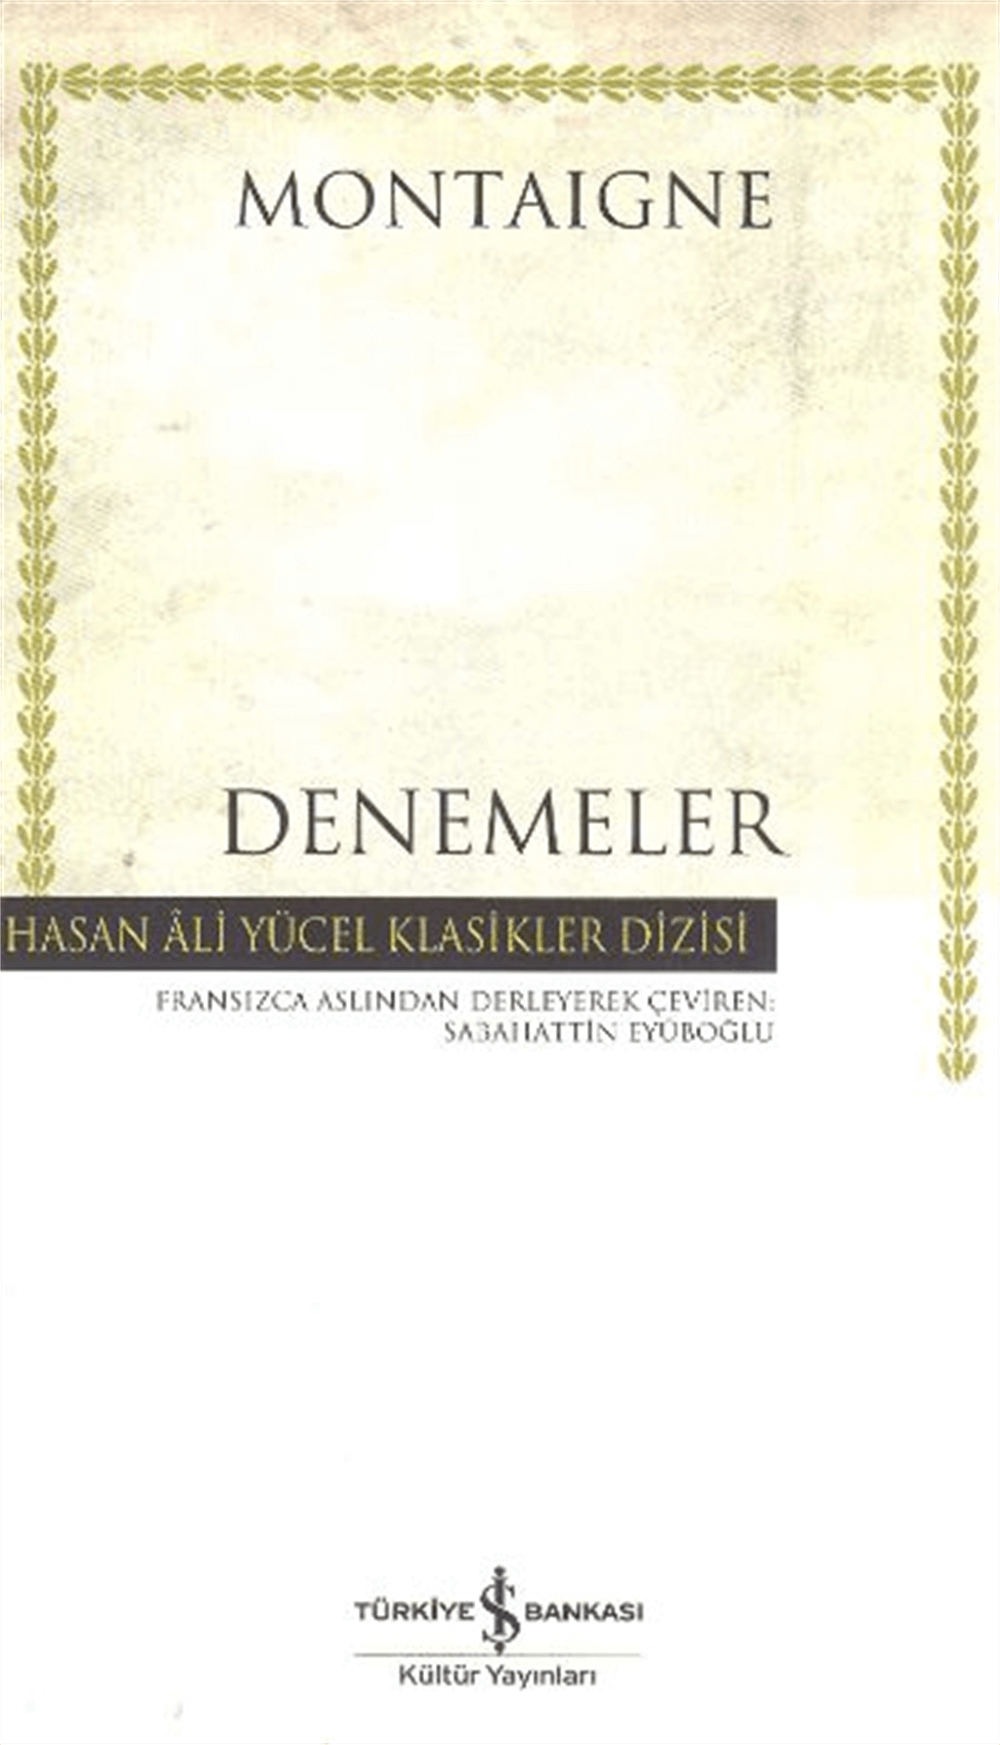 MONTAIGNE
DENEMELER
HASAN ÂLİ YÜCEL KLASİKLER DİZİSİ
FRANSIZCA ASLINDAN DERLEYEREK ÇEVİREN:
SABAHATTİN EYÜBOĞLU
TÜRKİYE İŞ BANKASI
Kültür Yayınları